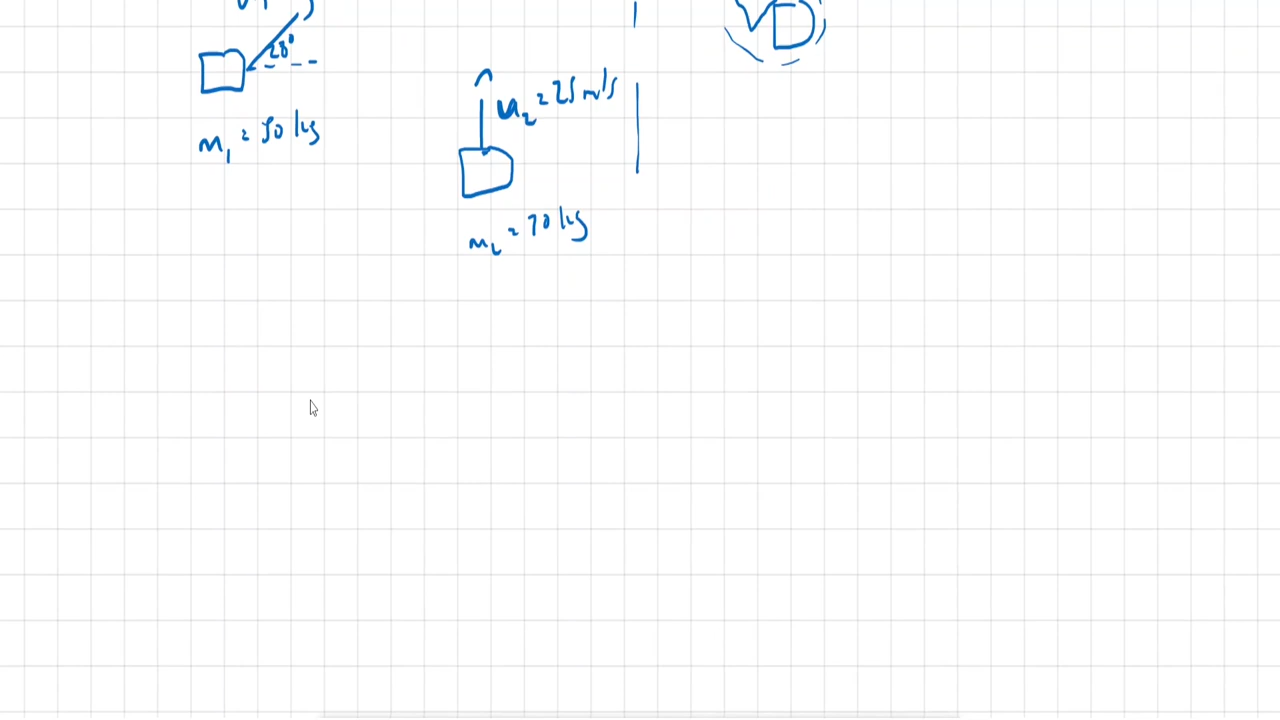 28°
m₁ = 50 kg
u₂ = 25 m/s
m₂ = 70 kg